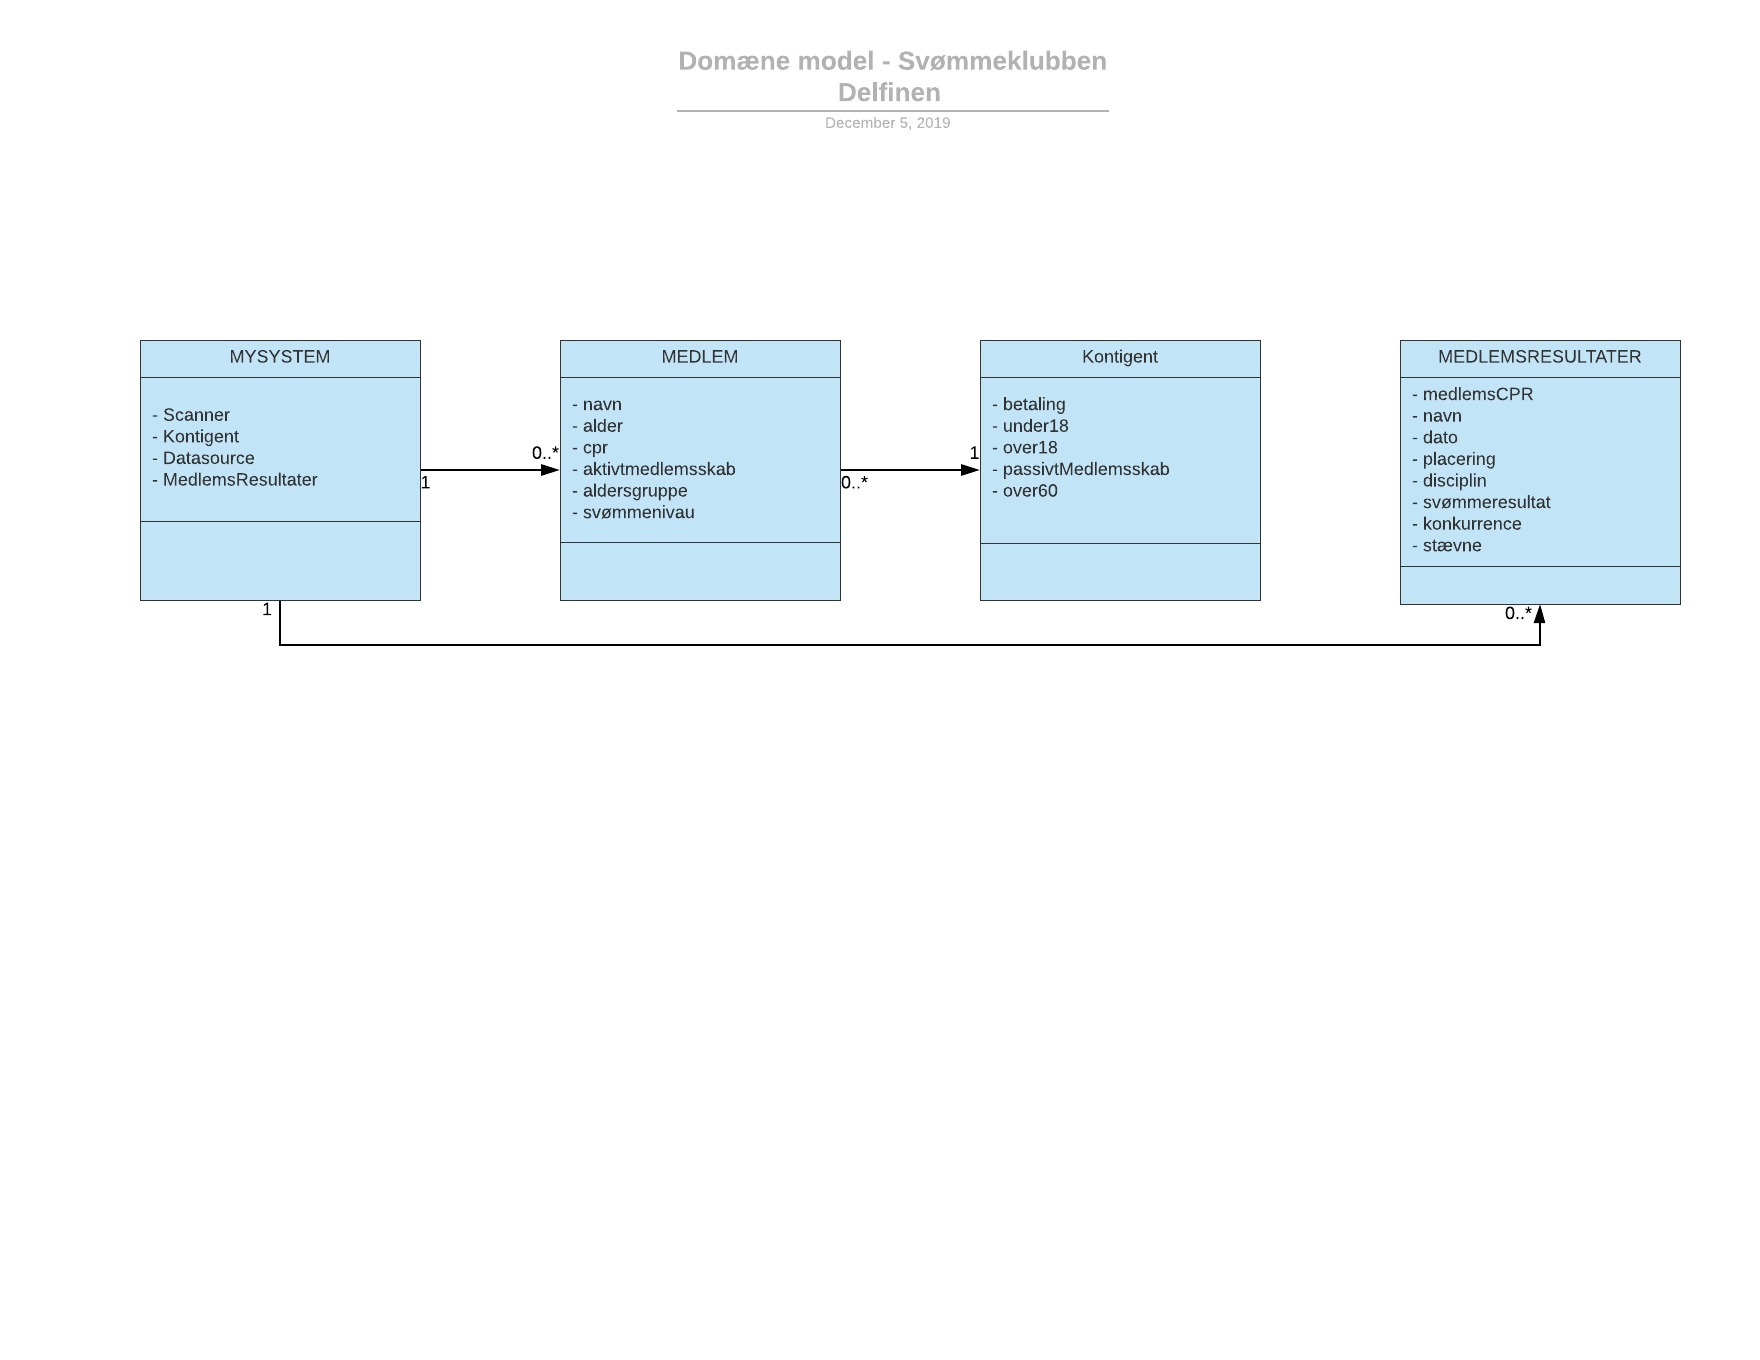 Domæne model - Svømmeklubben
Delfinen
December 5, 2019
MYSYSTEM
- Scanner
- Kontigent
- Datasource
- MedlemsResultater
1
0..*
1
MEDLEM
- navn
- alder
- cpr
- aktivtmedlemsskab
- aldersgruppe
- svømmenivau
0..*
1
Kontigent
- betaling
- under18
- over18
- passivtMedlemsskab
- over60
MEDLEMSRESULTATER
- medlemsCPR
- navn
- dato
- placering
- disciplin
- svømmeresultat
- konkurrence
- stævne
0..*